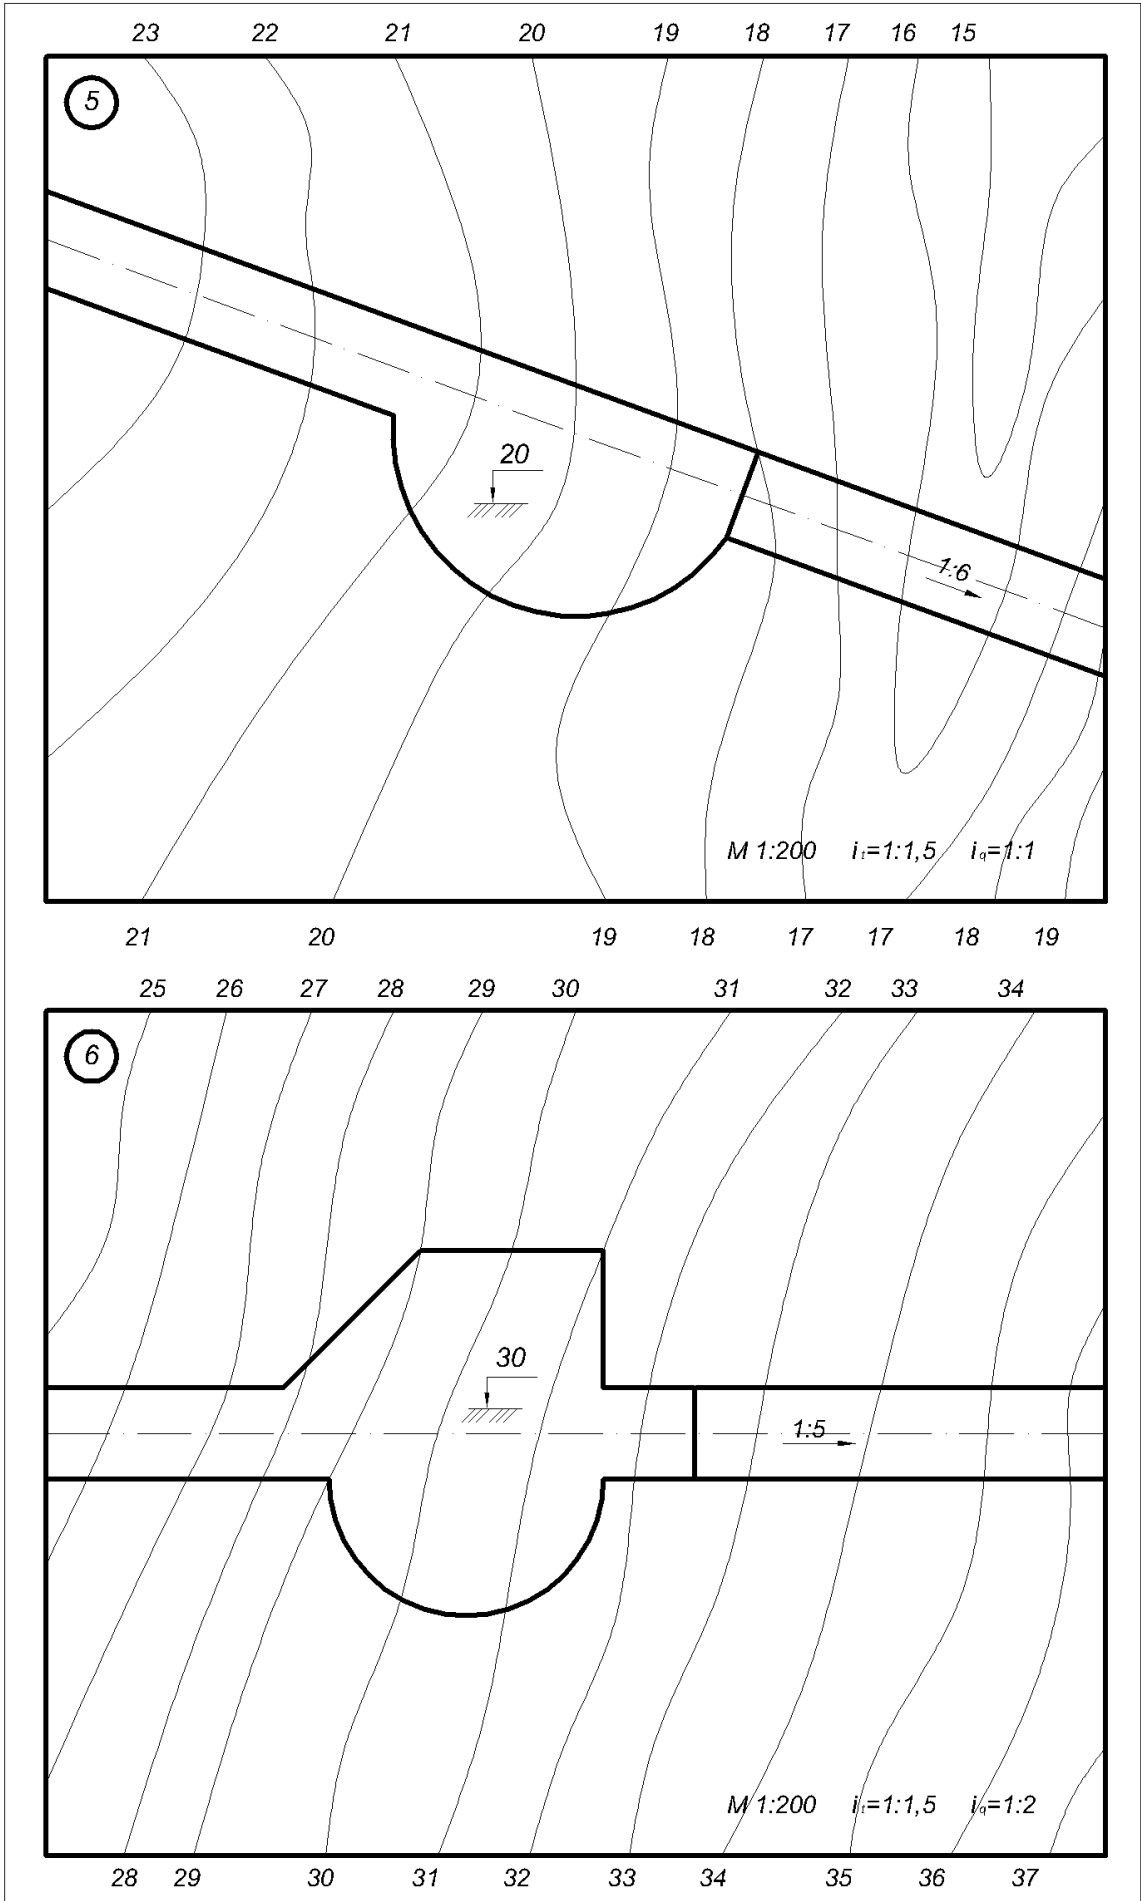 23 22 21 20 19 18 17 16 15
5
20
1:6
M 1:200 iₜ=1:1,5 i_q=1:1
21 20 19 18 17 17 18 19
25 26 27 28 29 30 31 32 33 34
6
30
1:5
M 1:200 iₜ=1:1,5 i_q=1:2
28 29 30 31 32 33 34 35 36 37